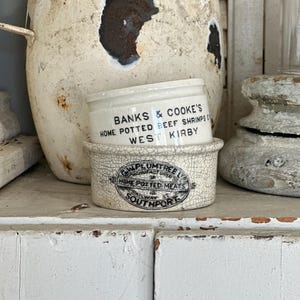 BANKS & COOKE'S
HOME POTTED BEEF SHRIMPS &
WEST KIRBY
PLUMTREE
HOME POTTED MEATS
SOUTHPORT